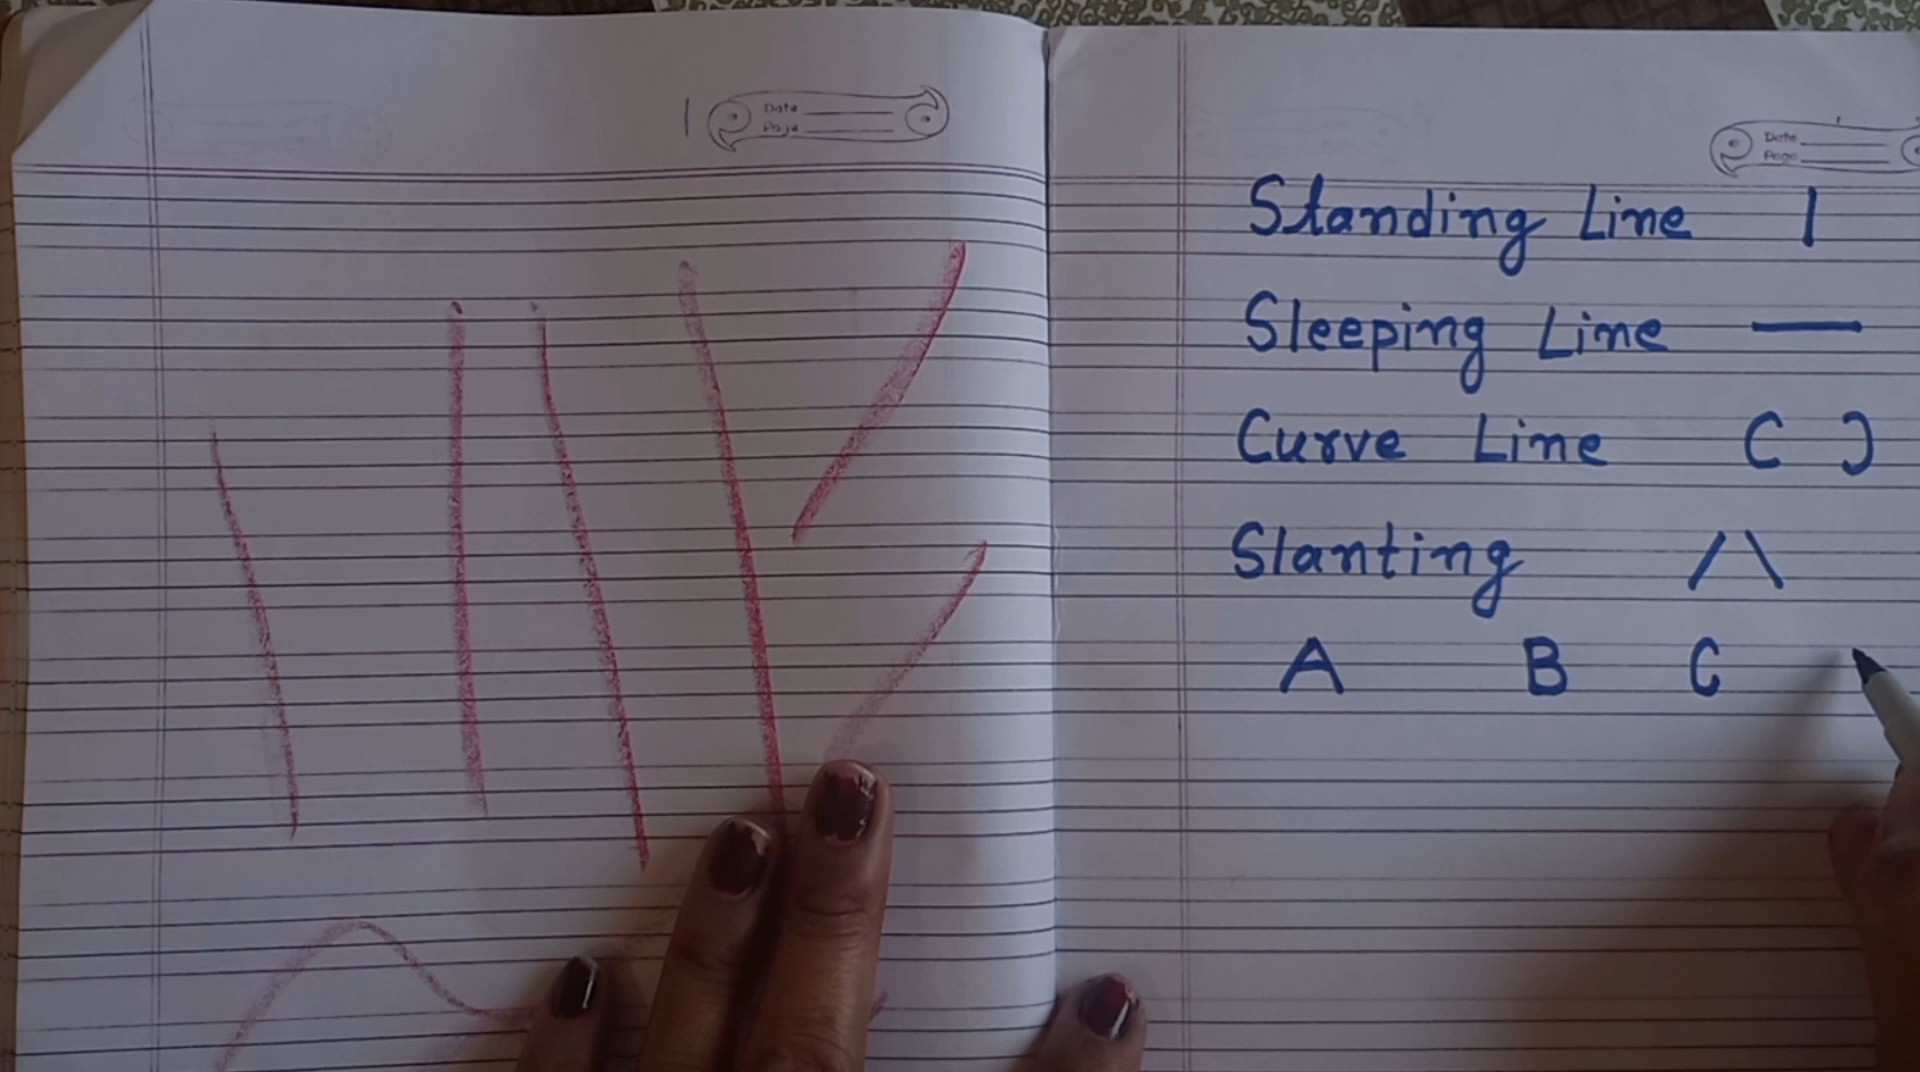 Date
Page
Date
Page
Standing Line |
Sleeping Line —
Curve Line C Ɔ
Slanting / \
A B C